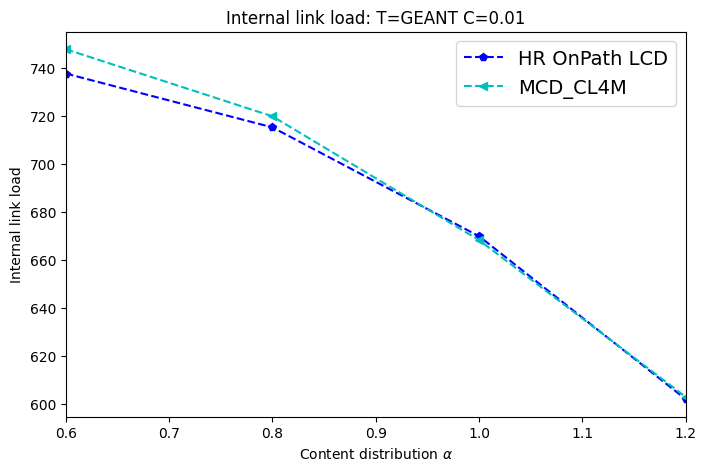 Internal link load: T=GEANT C=0.01
HR OnPath LCD
MCD_CL4M
Internal link load
740
720
700
680
660
640
620
600
0.6 0.7 0.8 0.9 1.0 1.1 1.2
Content distribution α